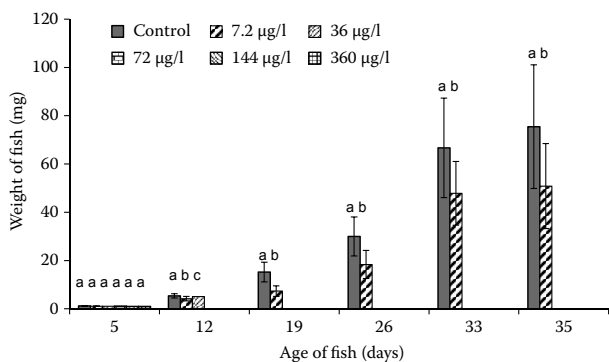 120
100
80
60
40
20
0
Weight of fish (mg)
Control 7.2 µg/l 36 µg/l
72 µg/l 144 µg/l 360 µg/l
a a a a a a
a b c
a b
a b
a b
a b
5 12 19 26 33 35
Age of fish (days)